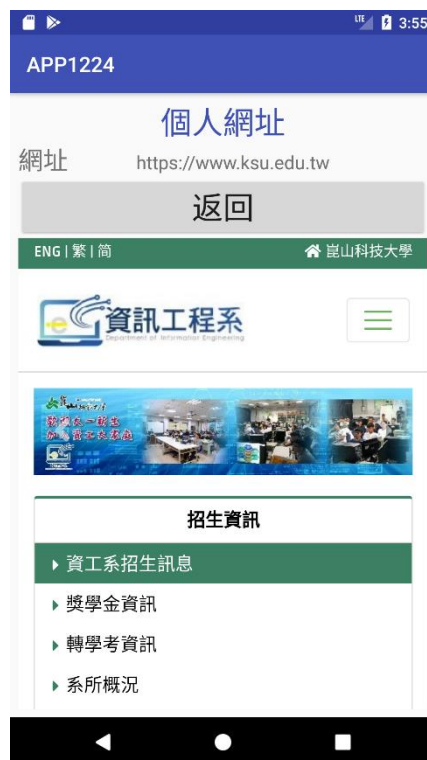 LTE 3:55
APP1224
個人網址
網址 https://www.ksu.edu.tw
返回
ENG | 繁 | 简 崑山科技大學
資訊工程系
Department of Information Engineering
招生資訊
資工系招生訊息
獎學金資訊
轉學考資訊
系所概況